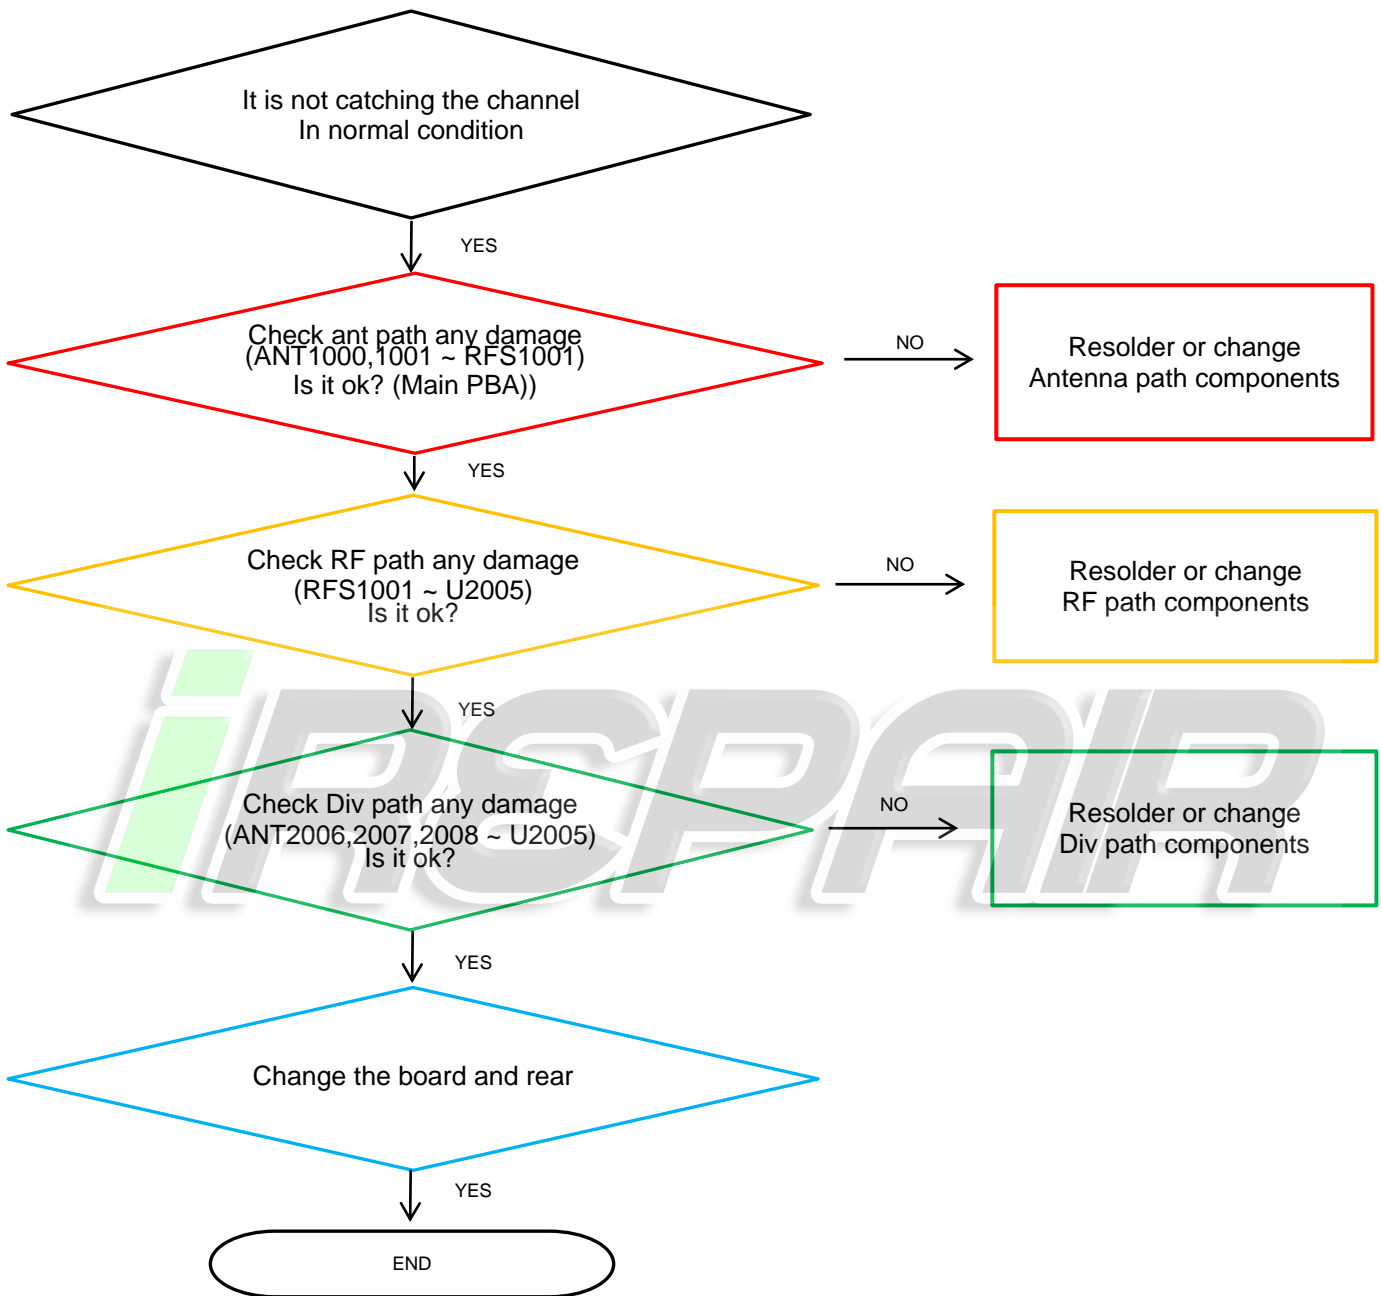 It is not catching the channel
In normal condition
YES
Check ant path any damage
(ANT1000,1001 ~ RFS1001)
Is it ok? (Main PBA))
NO
Resolder or change
Antenna path components
YES
Check RF path any damage
(RFS1001 ~ U2005)
Is it ok?
NO
Resolder or change
RF path components
YES
Check Div path any damage
(ANT2006,2007,2008 ~ U2005)
Is it ok?
NO
Resolder or change
Div path components
iREPAIR
YES
Change the board and rear
YES
END